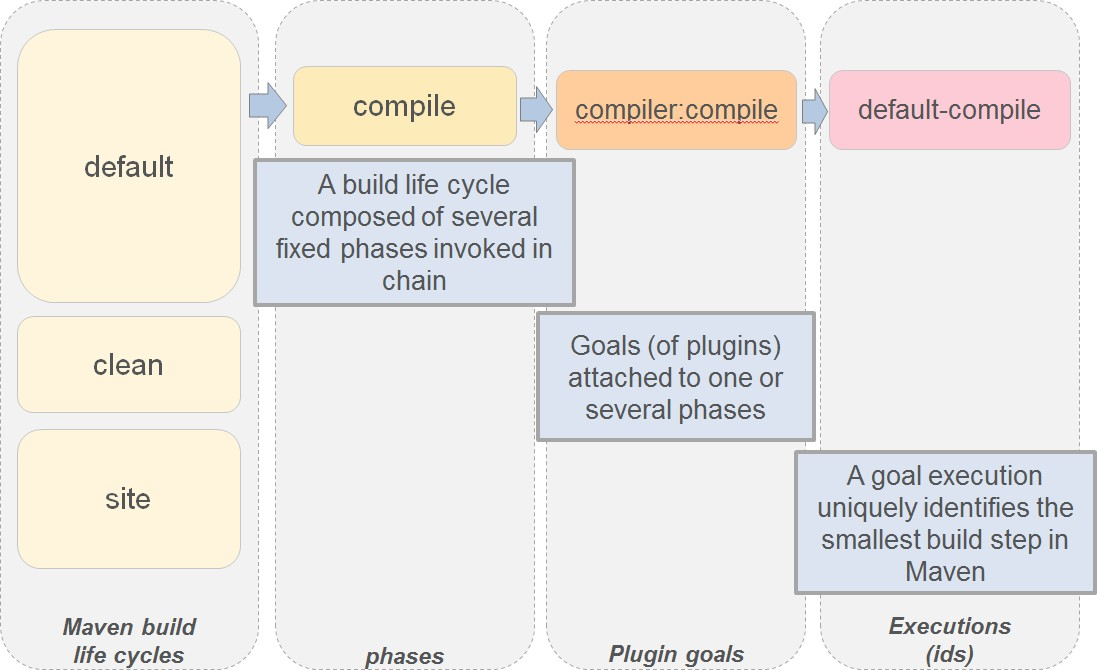 default
compile
compiler:compile
default-compile
A build life cycle
composed of several
fixed phases invoked in
chain
Goals (of plugins)
attached to one or
several phases
clean
site
A goal execution
uniquely identifies the
smallest build step in
Maven
Maven build
life cycles
phases
Plugin goals
Executions
(ids)